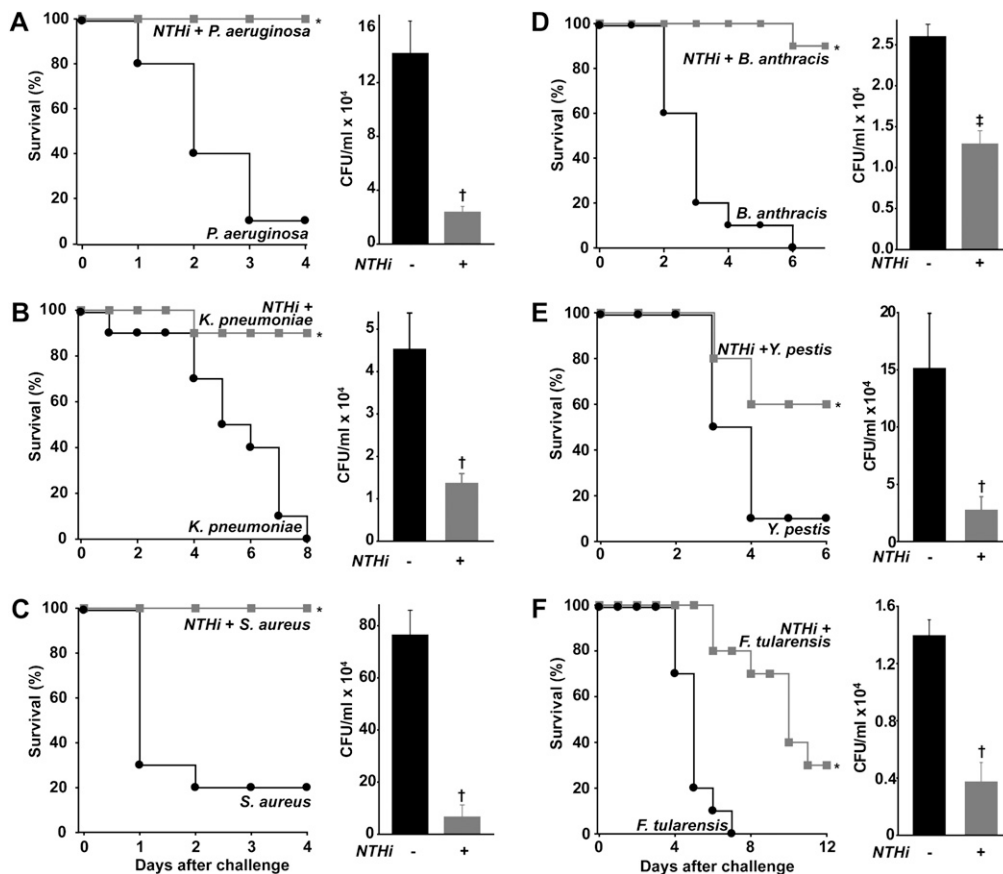 A
Survival (%)
100
80
60
40
20
0
0 1 2 3 4
NTHi + P. aeruginosa
*
P. aeruginosa
CFU/ml x 10⁴
16
12
8
4
0
†
NTHi - +
B
Survival (%)
100
80
60
40
20
0
0 2 4 6 8
NTHi +
K. pneumoniae
*
K. pneumoniae
CFU/ml x 10⁴
5
4
2
1
0
†
NTHi - +
C
Survival (%)
100
80
60
40
20
0
0 1 2 3 4
Days after challenge
NTHi + S. aureus
*
S. aureus
CFU/ml x 10⁴
80
60
40
20
0
†
NTHi - +
D
Survival (%)
100
80
60
40
20
0
0 2 4 6
NTHi + B. anthracis
*
B. anthracis
CFU/ml x 10⁴
2.5
1.9
1.3
0.6
0.0
‡
NTHi - +
E
Survival (%)
100
80
60
40
20
0
0 2 4 6
NTHi +Y. pestis
*
Y. pestis
CFU/ml x10⁴
20
15
10
5
0
†
NTHi - +
F
Survival (%)
100
80
60
40
20
0
0 4 8 12
Days after challenge
NTHi +
F. tularensis
*
F. tularensis
CFU/ml x10⁴
1.6
1.2
0.8
0.4
0
†
NTHi - +